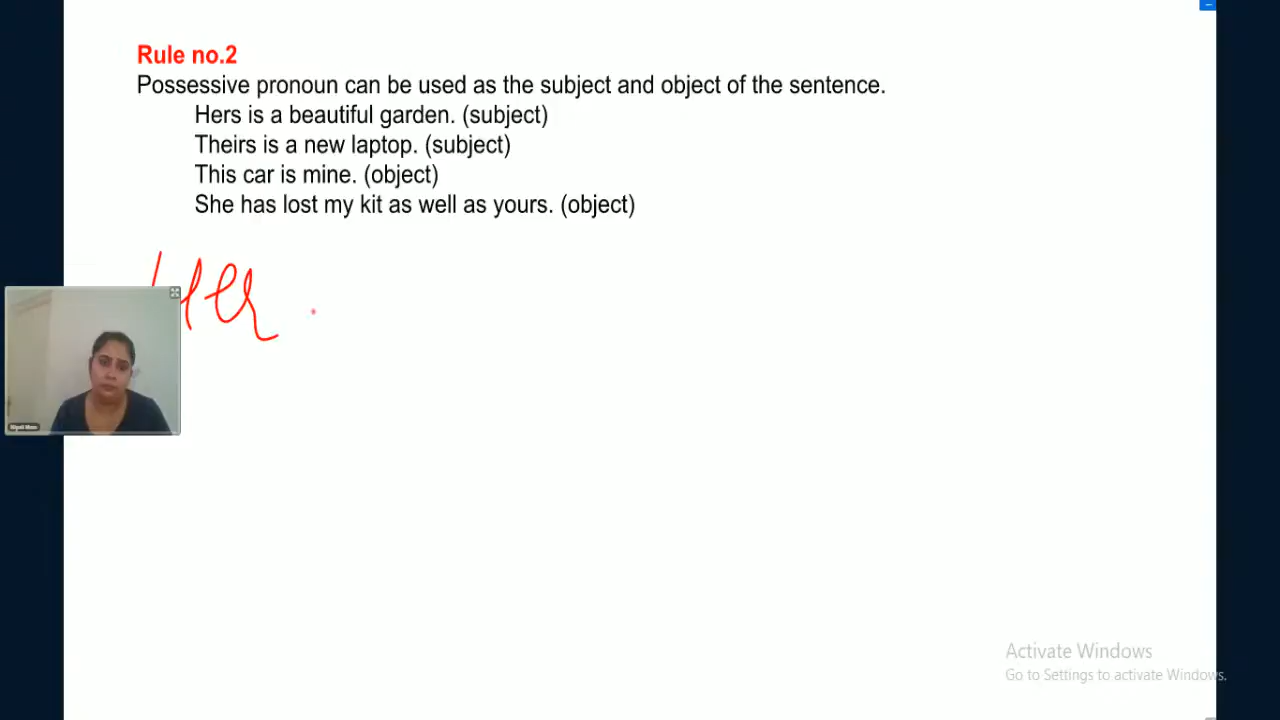 Rule no.2
Possessive pronoun can be used as the subject and object of the sentence.
Hers is a beautiful garden. (subject)
Theirs is a new laptop. (subject)
This car is mine. (object)
She has lost my kit as well as yours. (object)
Her
Activate Windows
Go to Settings to activate Windows.